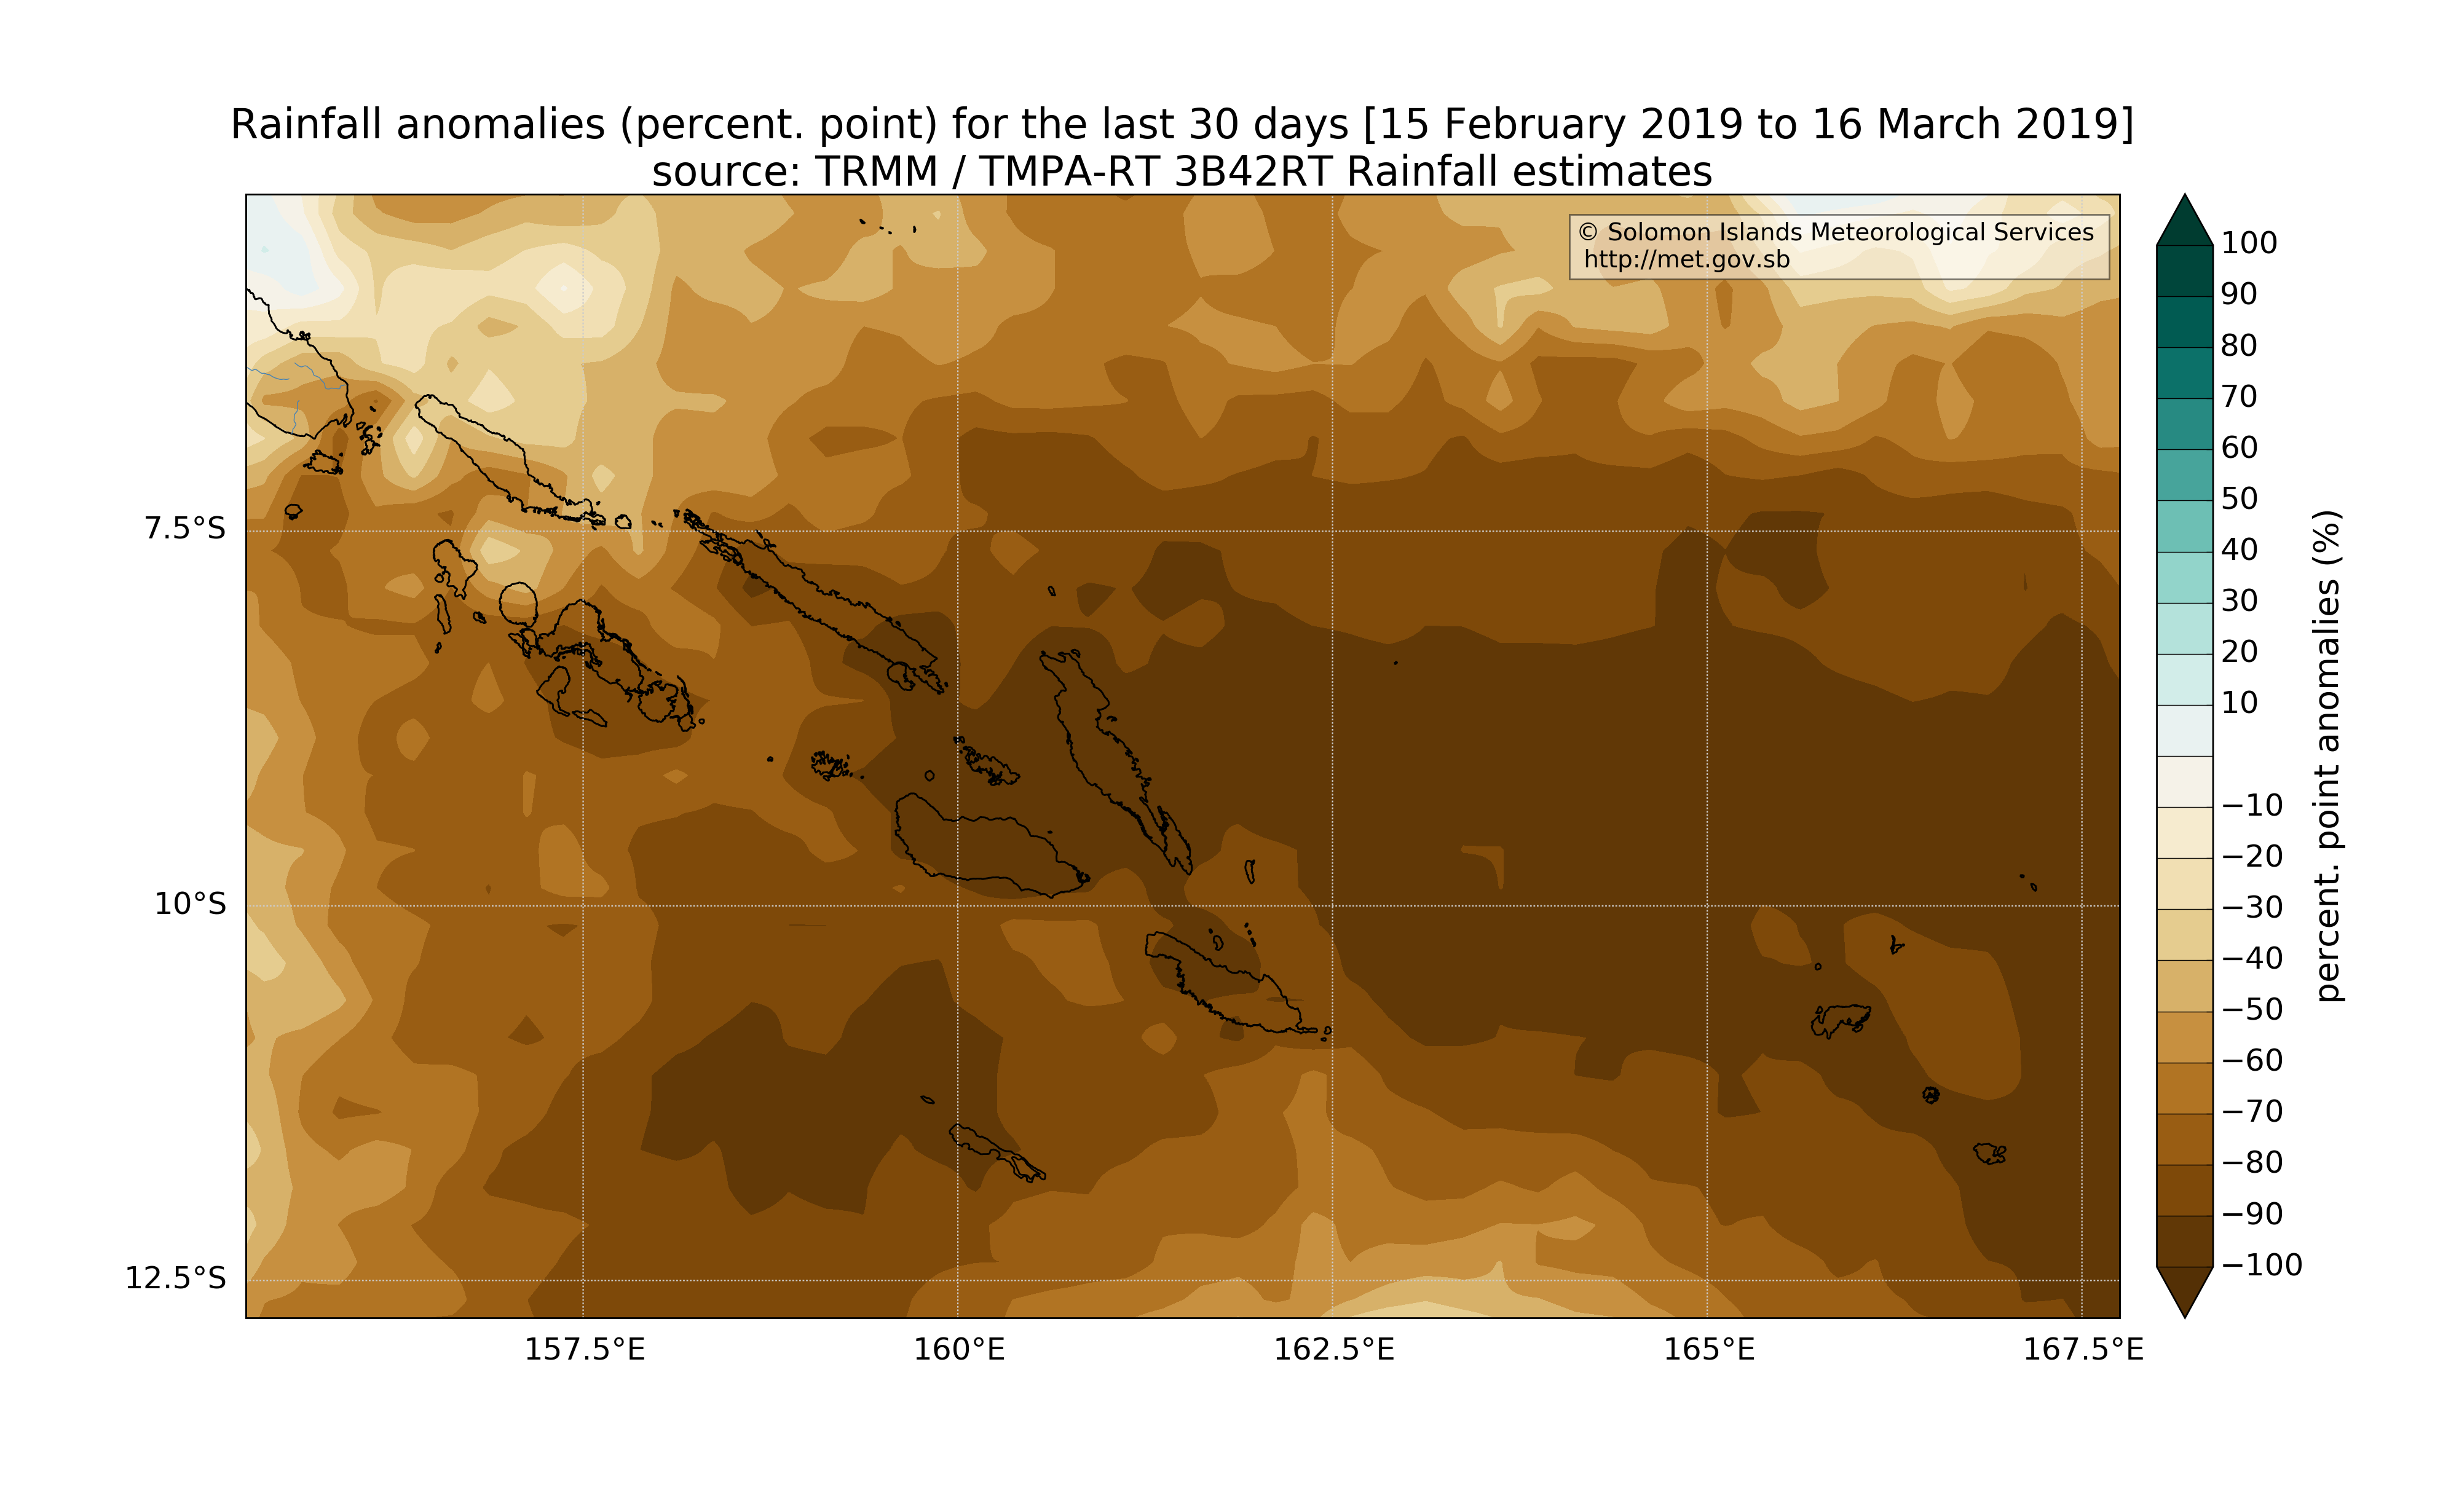 Rainfall anomalies (percent. point) for the last 30 days [15 February 2019 to 16 March 2019]
source: TRMM / TMPA-RT 3B42RT Rainfall estimates
© Solomon Islands Meteorological Services
http://met.gov.sb
7.5°S
10°S
12.5°S
157.5°E
160°E
162.5°E
165°E
167.5°E
100
90
80
70
60
50
40
30
20
10
−10
−20
−30
−40
−50
−60
−70
−80
−90
−100
percent. point anomalies (%)